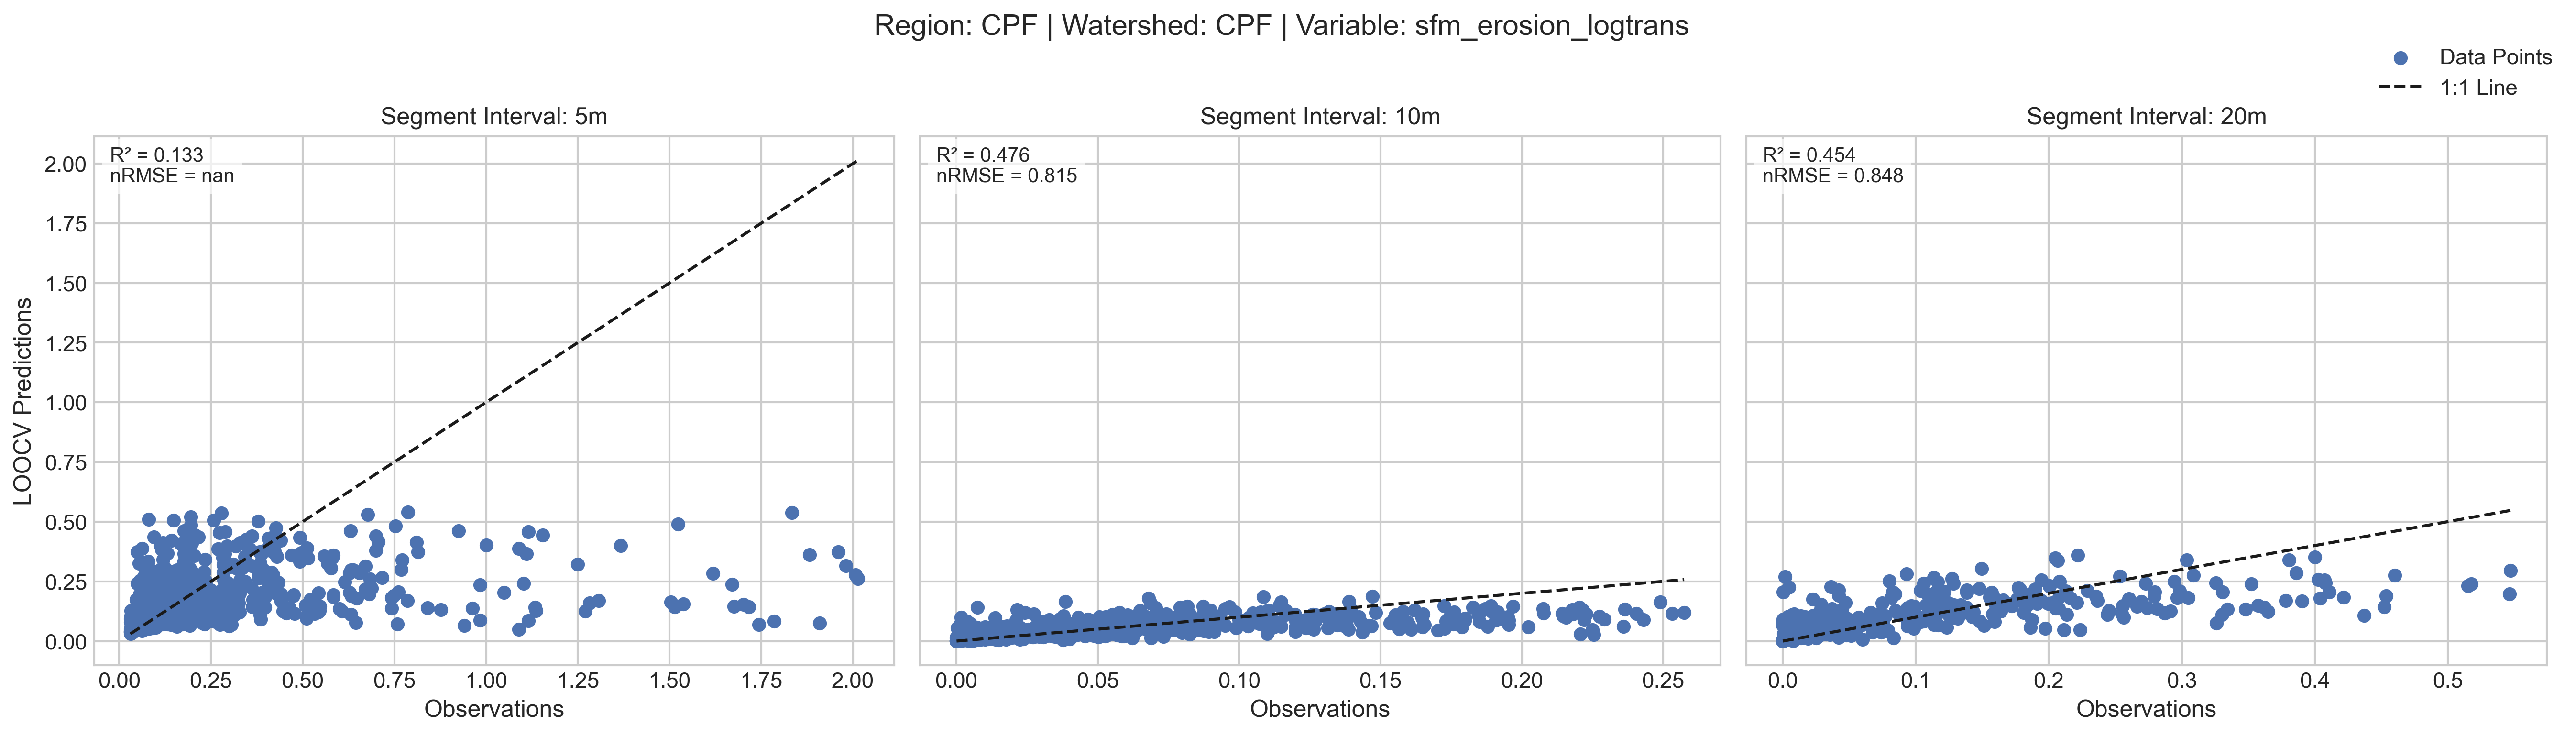 Region: CPF | Watershed: CPF | Variable: sfm_erosion_logtrans
Data Points
1:1 Line
Segment Interval: 5m
R² = 0.133
nRMSE = nan
LOOCV Predictions
2.00
1.75
1.50
1.25
1.00
0.75
0.50
0.25
0.00
0.00 0.25 0.50 0.75 1.00 1.25 1.50 1.75 2.00
Observations
Segment Interval: 10m
R² = 0.476
nRMSE = 0.815
0.00 0.05 0.10 0.15 0.20 0.25
Observations
Segment Interval: 20m
R² = 0.454
nRMSE = 0.848
0.0 0.1 0.2 0.3 0.4 0.5
Observations